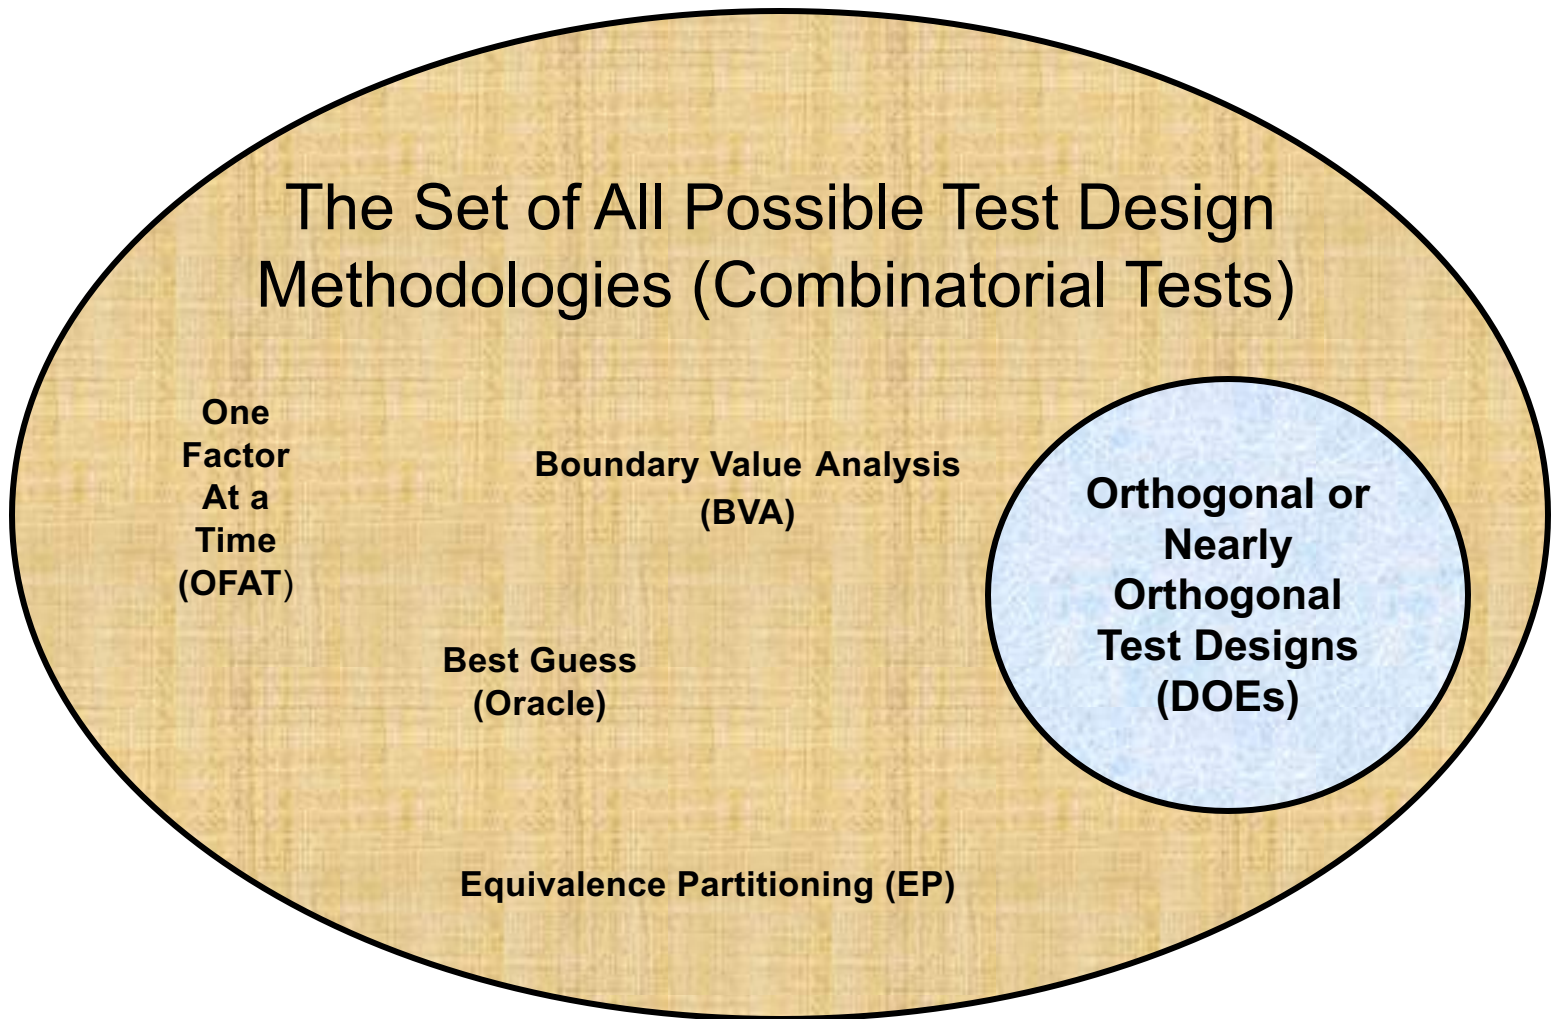 The Set of All Possible Test Design
Methodologies (Combinatorial Tests)
One
Factor
At a
Time
(OFAT)
Boundary Value Analysis
(BVA)
Best Guess
(Oracle)
Equivalence Partitioning (EP)
Orthogonal or
Nearly
Orthogonal
Test Designs
(DOEs)